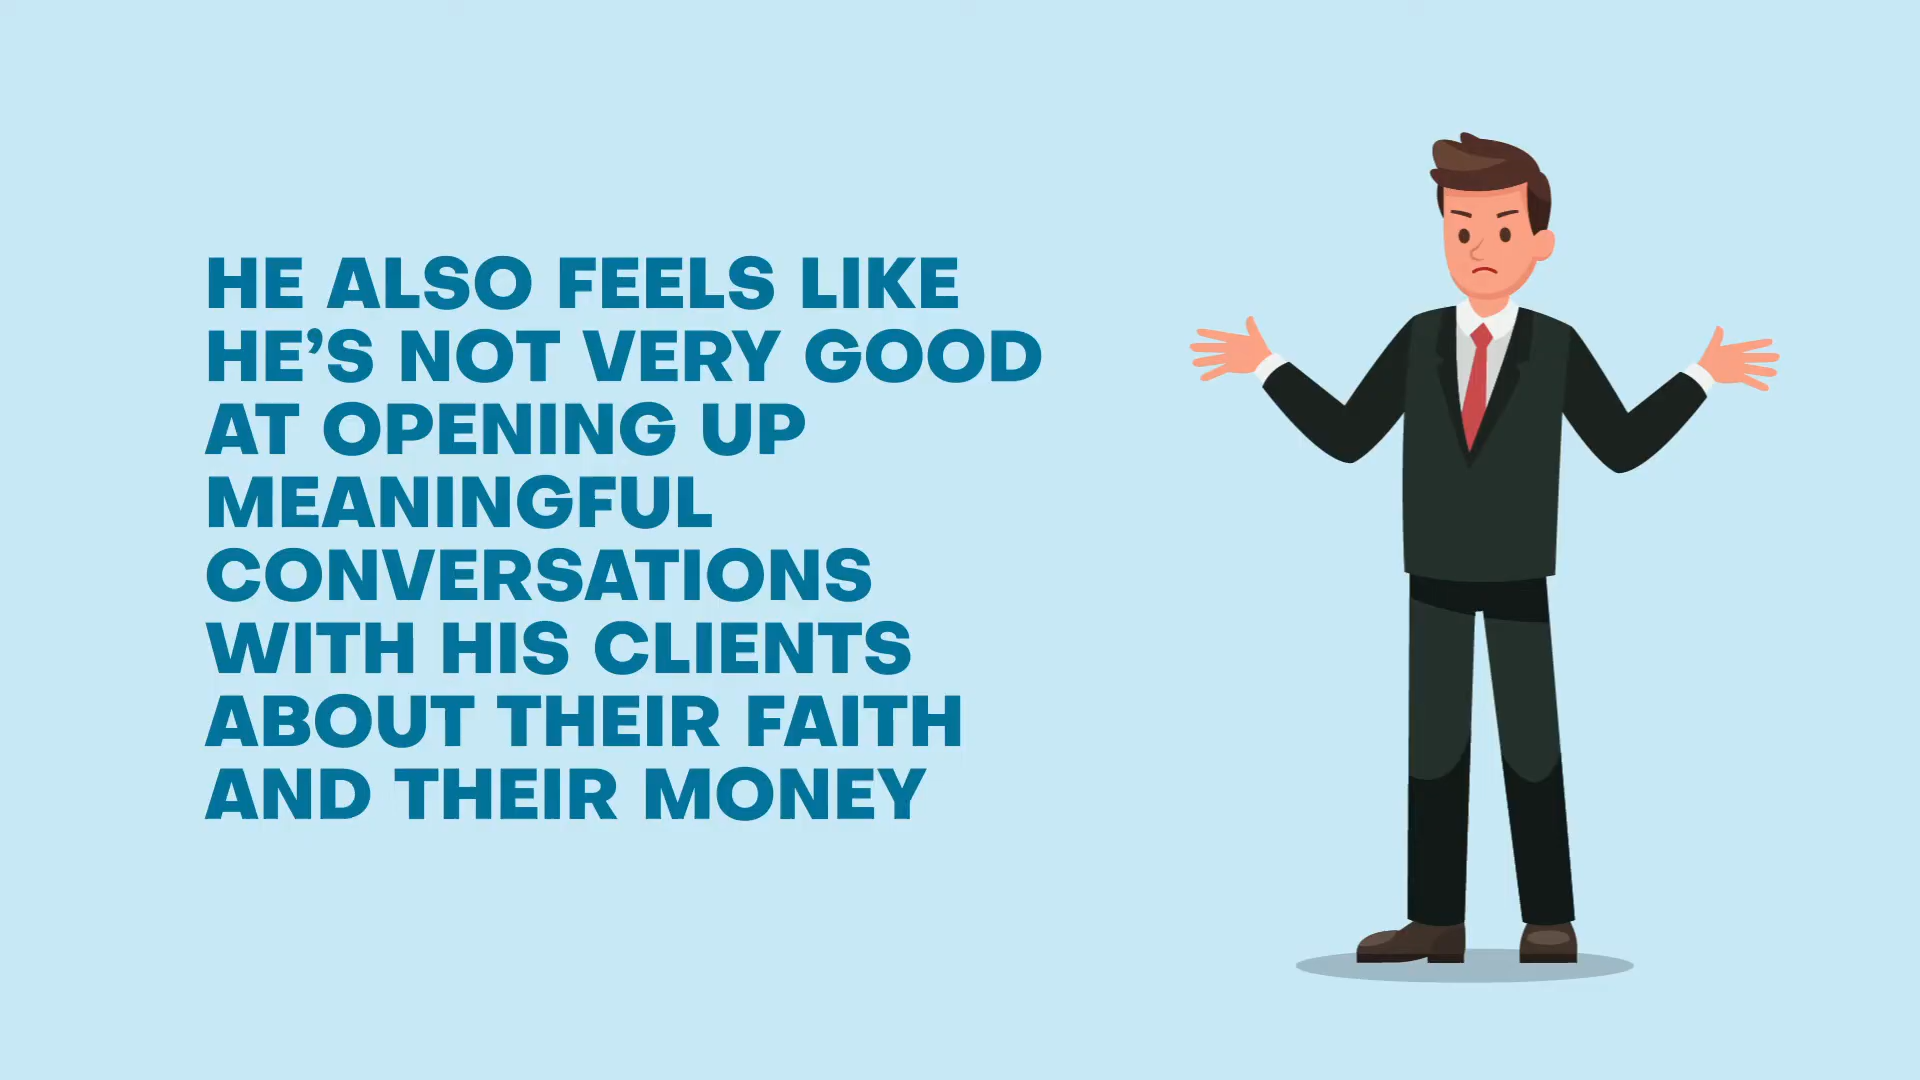 HE ALSO FEELS LIKE
HE’S NOT VERY GOOD
AT OPENING UP
MEANINGFUL
CONVERSATIONS
WITH HIS CLIENTS
ABOUT THEIR FAITH
AND THEIR MONEY